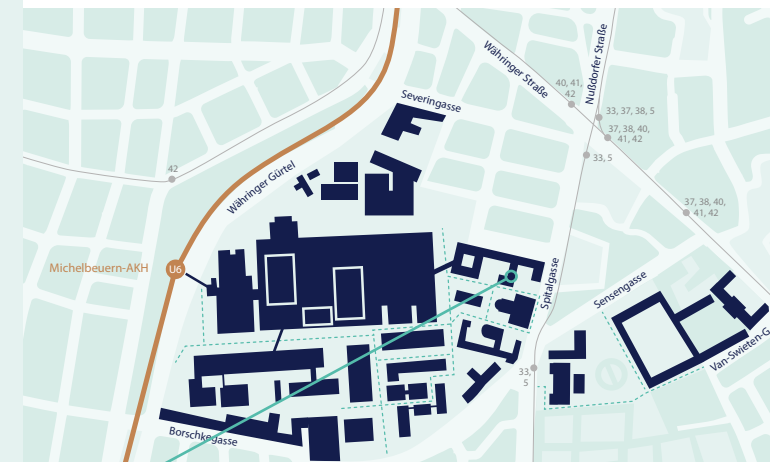 Währinger Straße
Nußdorfer Straße
40, 41,
42
Severingasse
33, 37, 38, 5
37, 38, 40,
41, 42
33, 5
42
Währinger Gürtel
37, 38, 40,
41, 42
Michelbeuern-AKH
U6
Spitalgasse
Sensengasse
Van-Swieten-G
33,
5
Borschkegasse